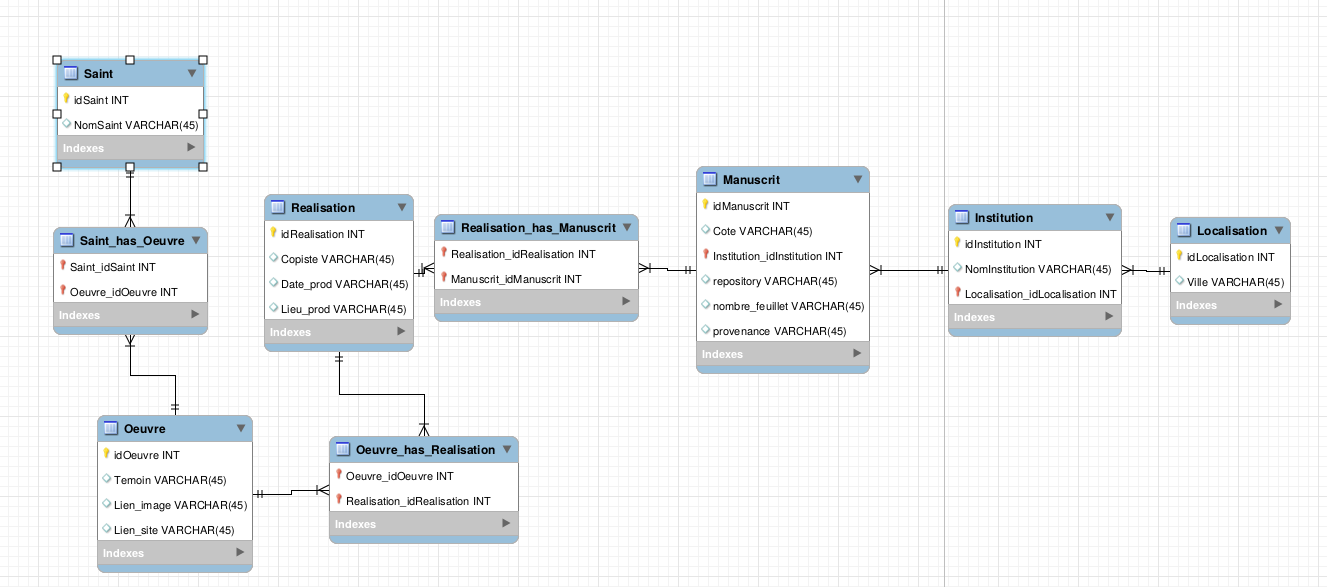 Saint
idSaint INT
NomSaint VARCHAR(45)
Indexes
Saint_has_Oeuvre
Saint_idSaint INT
Oeuvre_idOeuvre INT
Indexes
Oeuvre
idOeuvre INT
Temoin VARCHAR(45)
Lien_image VARCHAR(45)
Lien_site VARCHAR(45)
Indexes
Realisation
idRealisation INT
Copiste VARCHAR(45)
Date_prod VARCHAR(45)
Lieu_prod VARCHAR(45)
Indexes
Oeuvre_has_Realisation
Oeuvre_idOeuvre INT
Realisation_idRealisation INT
Indexes
Realisation_has_Manuscrit
Realisation_idRealisation INT
Manuscrit_idManuscrit INT
Indexes
Manuscrit
idManuscrit INT
Cote VARCHAR(45)
Institution_idInstitution INT
repository VARCHAR(45)
nombre_feuillet VARCHAR(45)
provenance VARCHAR(45)
Indexes
Institution
idInstitution INT
NomInstitution VARCHAR(45)
Localisation_idLocalisation INT
Indexes
Localisation
idLocalisation INT
Ville VARCHAR(45)
Indexes